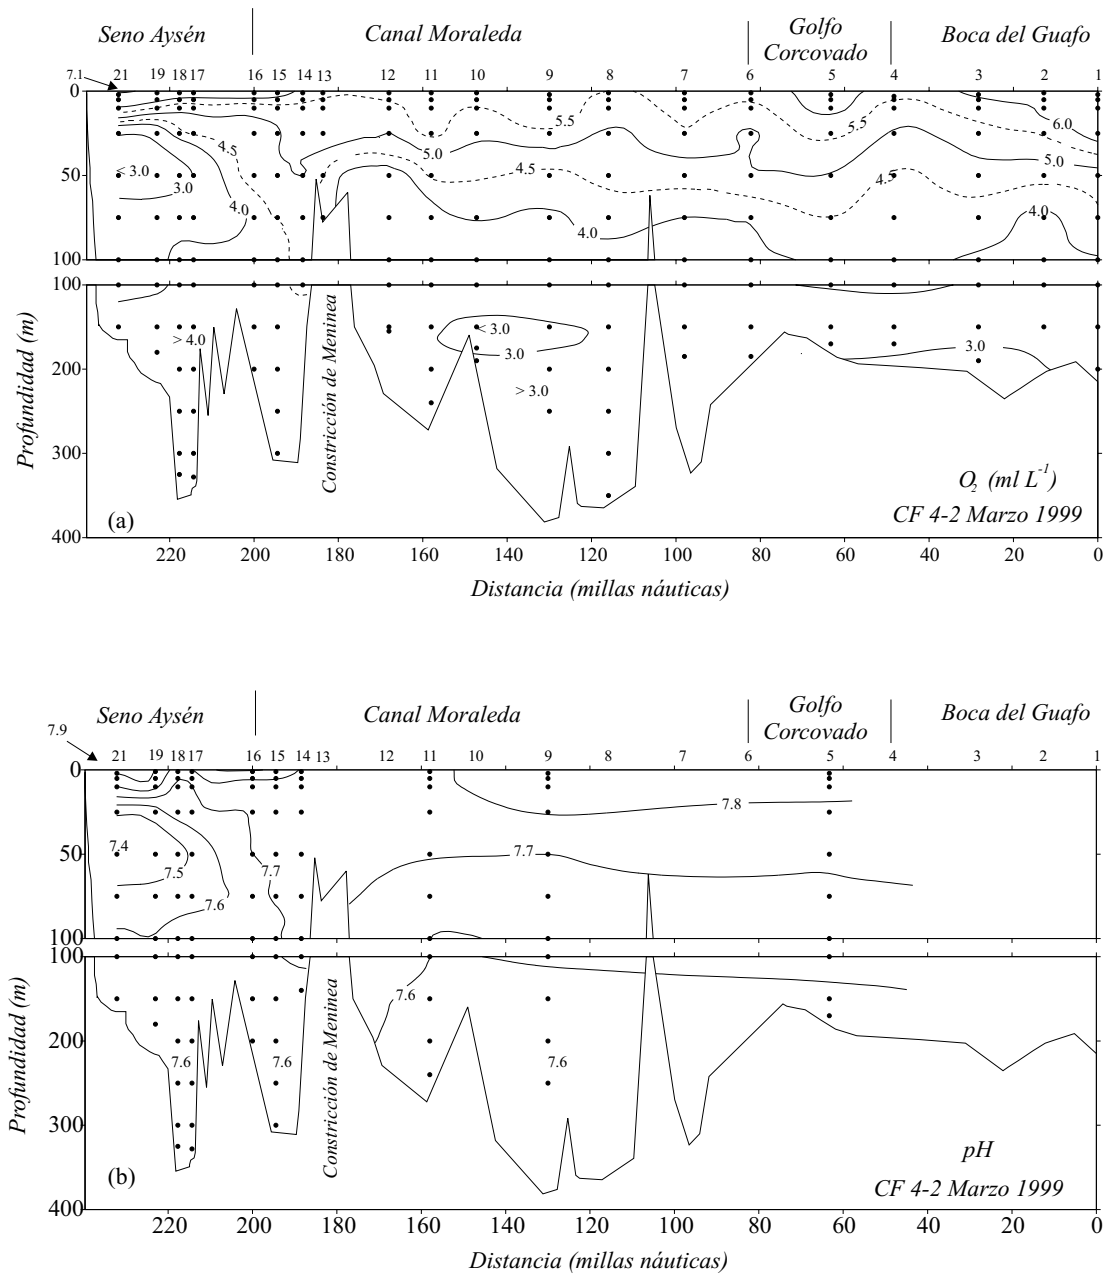 Seno Aysén Canal Moraleda Golfo Corcovado Boca del Guafo
7.1 21 19 18 17 16 15 14 13 12 11 10 9 8 7 6 5 4 3 2 1
0
5.5 5.5 6.0
4.5 5.0 5.0
< 3.0 4.5 4.5
50
3.0
4.0 4.0 4.0
100
100
> 4.0 < 3.0
3.0 3.0
200
> 3.0
300
400
Profundidad (m)
Constricción de Meninea
O2 (ml L-1)
(a) CF 4-2 Marzo 1999
220 200 180 160 140 120 100 80 60 40 20 0
Distancia (millas náuticas)
Seno Aysén Canal Moraleda Golfo Corcovado Boca del Guafo
7.9 21 19 18 17 16 15 14 13 12 11 10 9 8 7 6 5 4 3 2 1
0
7.8
7.4 7.7
50
7.5 7.7
7.6
100
100
7.6
200
7.6 7.6 7.6
300
400
Profundidad (m)
Constricción de Meninea
pH
(b) CF 4-2 Marzo 1999
220 200 180 160 140 120 100 80 60 40 20 0
Distancia (millas náuticas)